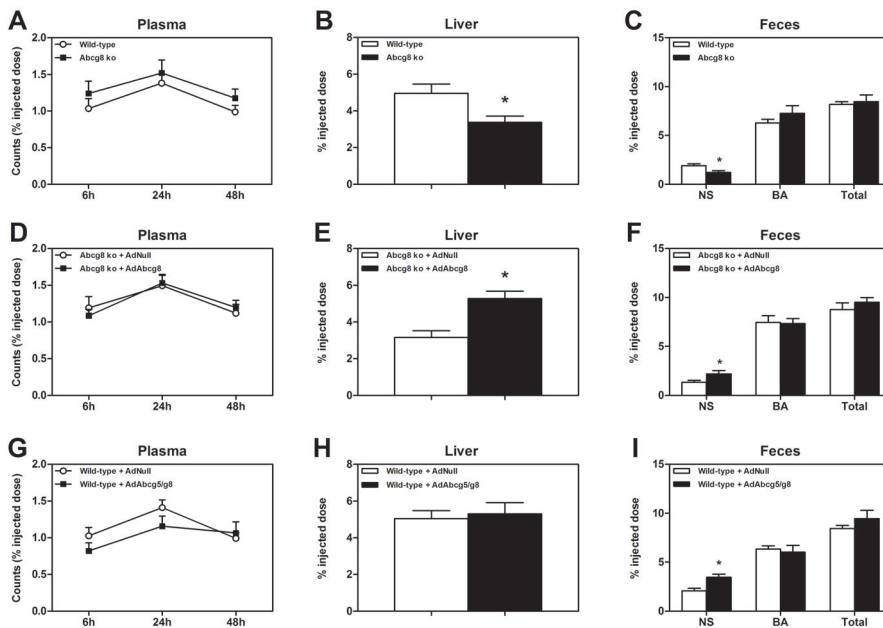 A
Plasma
Wild-type
Abcg8 ko
Counts (% injected dose)
2.0
1.5
1.0
0.5
0.0
6h 24h 48h
B
Liver
Wild-type
Abcg8 ko
% injected dose
8
6
4
2
0
*
C
Feces
Wild-type
Abcg8 ko
% injected dose
15
10
5
0
*
NS BA Total
D
Plasma
Abcg8 ko + AdNull
Abcg8 ko + AdAbcg8
Counts (% injected dose)
2.0
1.5
1.0
0.5
0.0
6h 24h 48h
E
Liver
Abcg8 ko + AdNull
Abcg8 ko + AdAbcg8
% injected dose
8
6
4
2
0
*
F
Feces
Abcg8 ko + AdNull
Abcg8 ko + AdAbcg8
% injected dose
15
10
5
0
*
NS BA Total
G
Plasma
Wild-type + AdNull
Wild-type + AdAbcg5/g8
Counts (% injected dose)
2.0
1.5
1.0
0.5
0.0
6h 24h 48h
H
Liver
Wild-type + AdNull
Wild-type + AdAbcg5/g8
% injected dose
8
6
4
2
0
I
Feces
Wild-type + AdNull
Wild-type + AdAbcg5/g8
% injected dose
15
10
5
0
*
NS BA Total